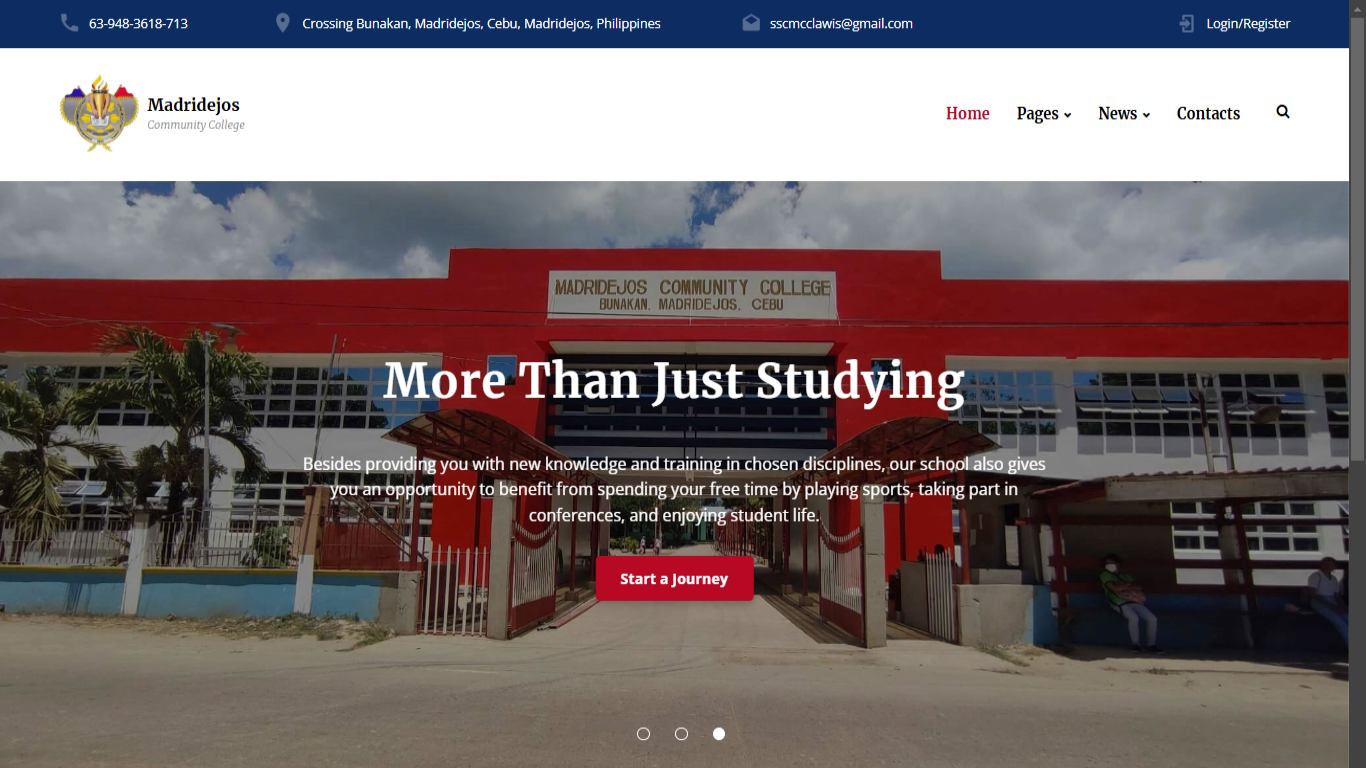 63-948-3618-713
Crossing Bunakan, Madridejos, Cebu, Madridejos, Philippines
sscmcclawis@gmail.com
Login/Register
Madridejos
Community College
Home
Pages
News
Contacts
MADRIDEJOS COMMUNITY COLLEGE
BUNAKAN, MADRIDEJOS, CEBU
More Than Just Studying
Besides providing you with new knowledge and training in chosen disciplines, our school also gives
you an opportunity to benefit from spending your free time by playing sports, taking part in
conferences, and enjoying student life.
Start a Journey